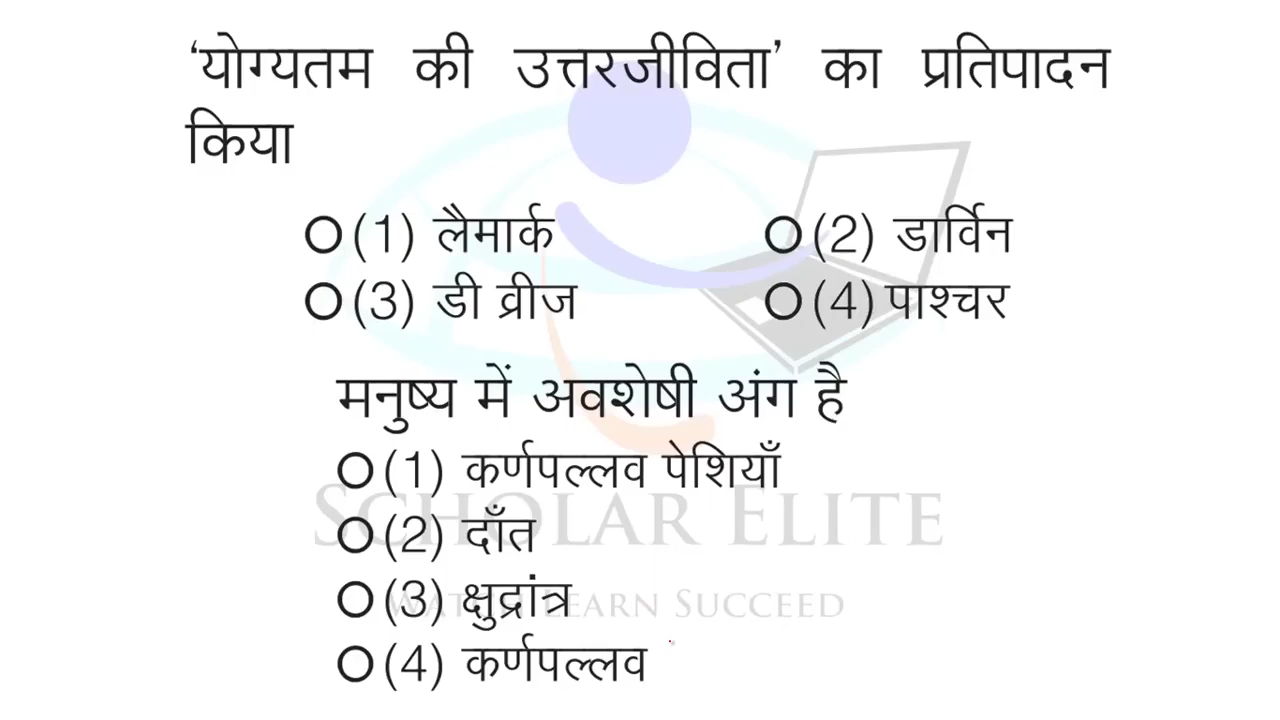 ‘योग्यतम की उत्तरजीविता’ का प्रतिपादन
किया
(1) लैमार्क (2) डार्विन
(3) डी व्रीज (4) पाश्चर
मनुष्य में अवशेषी अंग है
(1) कर्णपल्लव पेशियाँ
SCHOLAR ELITE
(2) दाँत
(3) क्षुद्रांत्र
WATCH LEARN SUCCEED
(4) कर्णपल्लव